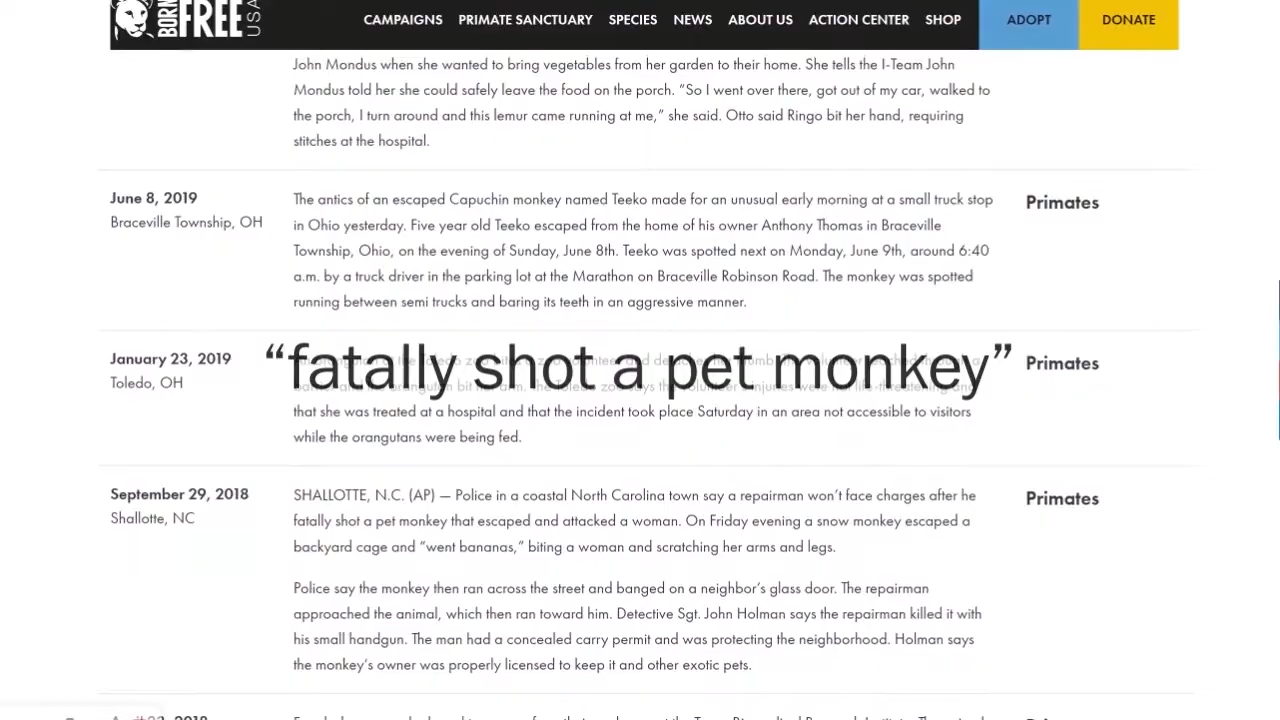 BORN FREE USA
CAMPAIGNS PRIMATE SANCTUARY SPECIES NEWS ABOUT US ACTION CENTER SHOP ADOPT DONATE
John Mondus when she wanted to bring vegetables from her garden to their home. She tells the I-Team John
Mondus told her she could safely leave the food on the porch. “So I went over there, got out of my car, walked to
the porch, I turn around and this lemur came running at me,” she said. Otto said Ringo bit her hand, requiring
stitches at the hospital.
June 8, 2019
Braceville Township, OH
The antics of an escaped Capuchin monkey named Teeko made for an unusual early morning at a small truck stop
in Ohio yesterday. Five year old Teeko escaped from the home of his owner Anthony Thomas in Braceville
Township, Ohio, on the evening of Sunday, June 8th. Teeko was spotted next on Monday, June 9th, around 6:40
a.m. by a truck driver in the parking lot at the Marathon on Braceville Robinson Road. The monkey was spotted
running between semi trucks and baring its teeth in an aggressive manner.
Primates
January 23, 2019
Toledo, OH
“fatally shot a pet monkey”
that she was treated at a hospital and that the incident took place Saturday in an area not accessible to visitors
while the orangutans were being fed.
Primates
September 29, 2018
Shallotte, NC
SHALLOTTE, N.C. (AP) — Police in a coastal North Carolina town say a repairman won’t face charges after he
fatally shot a pet monkey that escaped and attacked a woman. On Friday evening a snow monkey escaped a
backyard cage and “went bananas,” biting a woman and scratching her arms and legs.
Police say the monkey then ran across the street and banged on a neighbor’s glass door. The repairman
approached the animal, which then ran toward him. Detective Sgt. John Holman says the repairman killed it with
his small handgun. The man had a concealed carry permit and was protecting the neighborhood. Holman says
the monkey’s owner was properly licensed to keep it and other exotic pets.
Primates